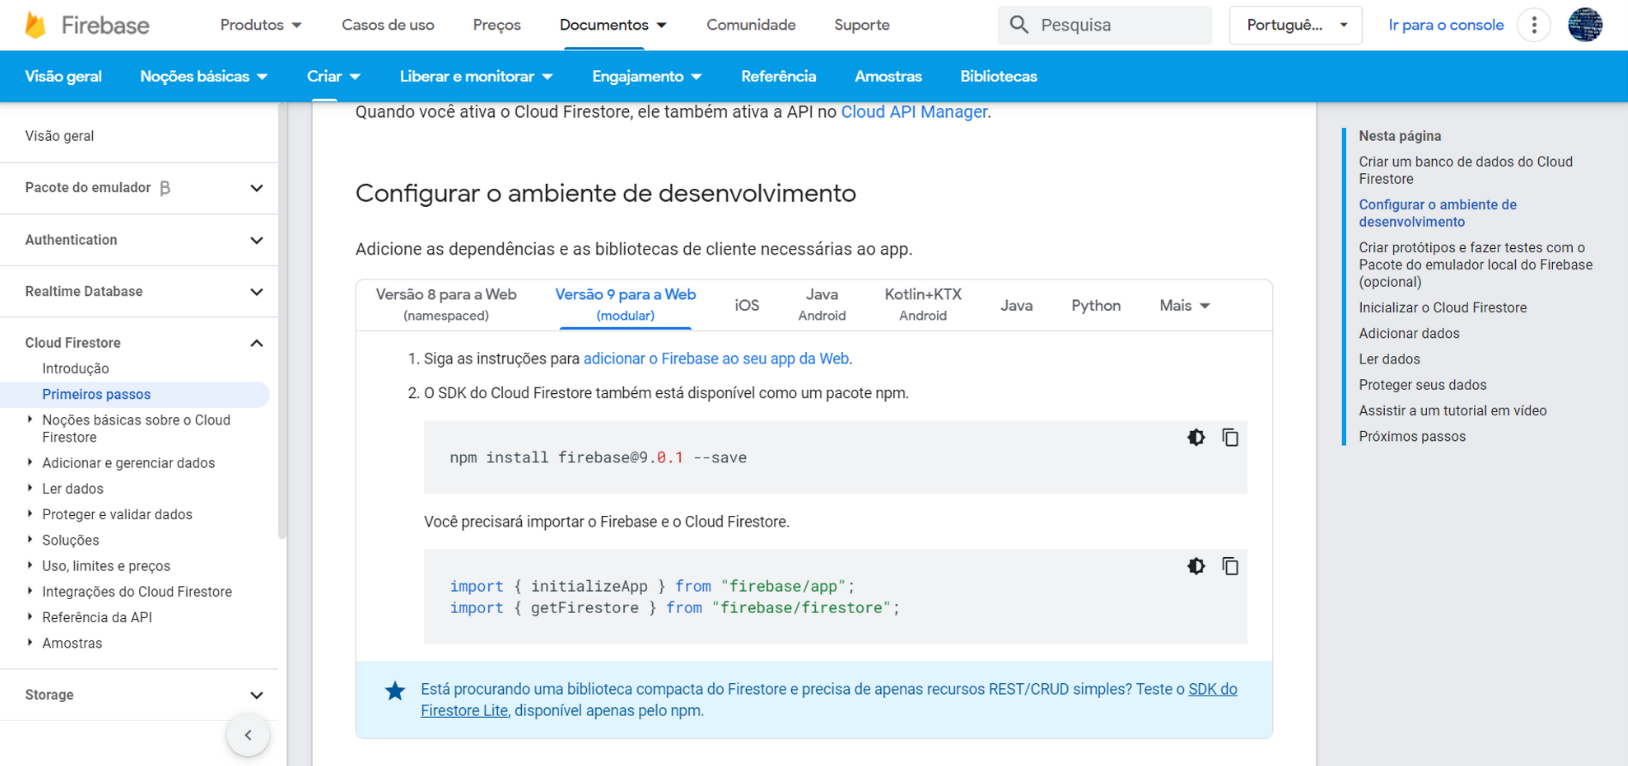 Firebase
Produtos
Casos de uso
Preços
Documentos
Comunidade
Suporte
Pesquisa
Portuguê...
Ir para o console
Visão geral
Noções básicas
Criar
Liberar e monitorar
Engajamento
Referência
Amostras
Bibliotecas
Visão geral
Pacote do emulador β
Authentication
Realtime Database
Cloud Firestore
Introdução
Primeiros passos
Noções básicas sobre o Cloud
Firestore
Adicionar e gerenciar dados
Ler dados
Proteger e validar dados
Soluções
Uso, limites e preços
Integrações do Cloud Firestore
Referência da API
Amostras
Storage
Quando você ativa o Cloud Firestore, ele também ativa a API no Cloud API Manager.
Configurar o ambiente de desenvolvimento
Adicione as dependências e as bibliotecas de cliente necessárias ao app.
Versão 8 para a Web
(namespaced)
Versão 9 para a Web
(modular)
iOS
Java
Android
Kotlin+KTX
Android
Java
Python
Mais
1. Siga as instruções para adicionar o Firebase ao seu app da Web.
2. O SDK do Cloud Firestore também está disponível como um pacote npm.
npm install firebase@9.0.1 --save
Você precisará importar o Firebase e o Cloud Firestore.
import { initializeApp } from "firebase/app";
import { getFirestore } from "firebase/firestore";
Está procurando uma biblioteca compacta do Firestore e precisa de apenas recursos REST/CRUD simples? Teste o SDK do
Firestore Lite, disponível apenas pelo npm.
Nesta página
Criar um banco de dados do Cloud
Firestore
Configurar o ambiente de
desenvolvimento
Criar protótipos e fazer testes com o
Pacote do emulador local do Firebase
(opcional)
Inicializar o Cloud Firestore
Adicionar dados
Ler dados
Proteger seus dados
Assistir a um tutorial em vídeo
Próximos passos